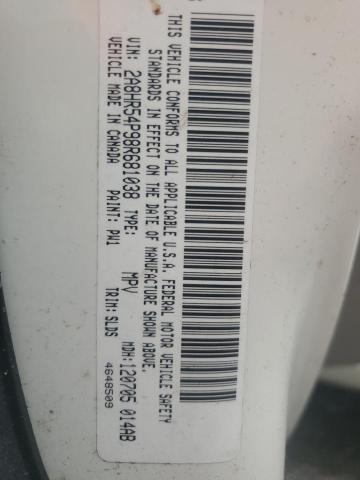 THIS VEHICLE CONFORMS TO ALL APPLICABLE U.S.A. FEDERAL MOTOR VEHICLE SAFETY
STANDARDS IN EFFECT ON THE DATE OF MANUFACTURE SHOWN ABOVE.
VIN: 2A8HR54P98R681038 TYPE: MPV MDH: 120705 014AB
VEHICLE MADE IN CANADA PAINT: PW1 TRIM: SLDS 4648509